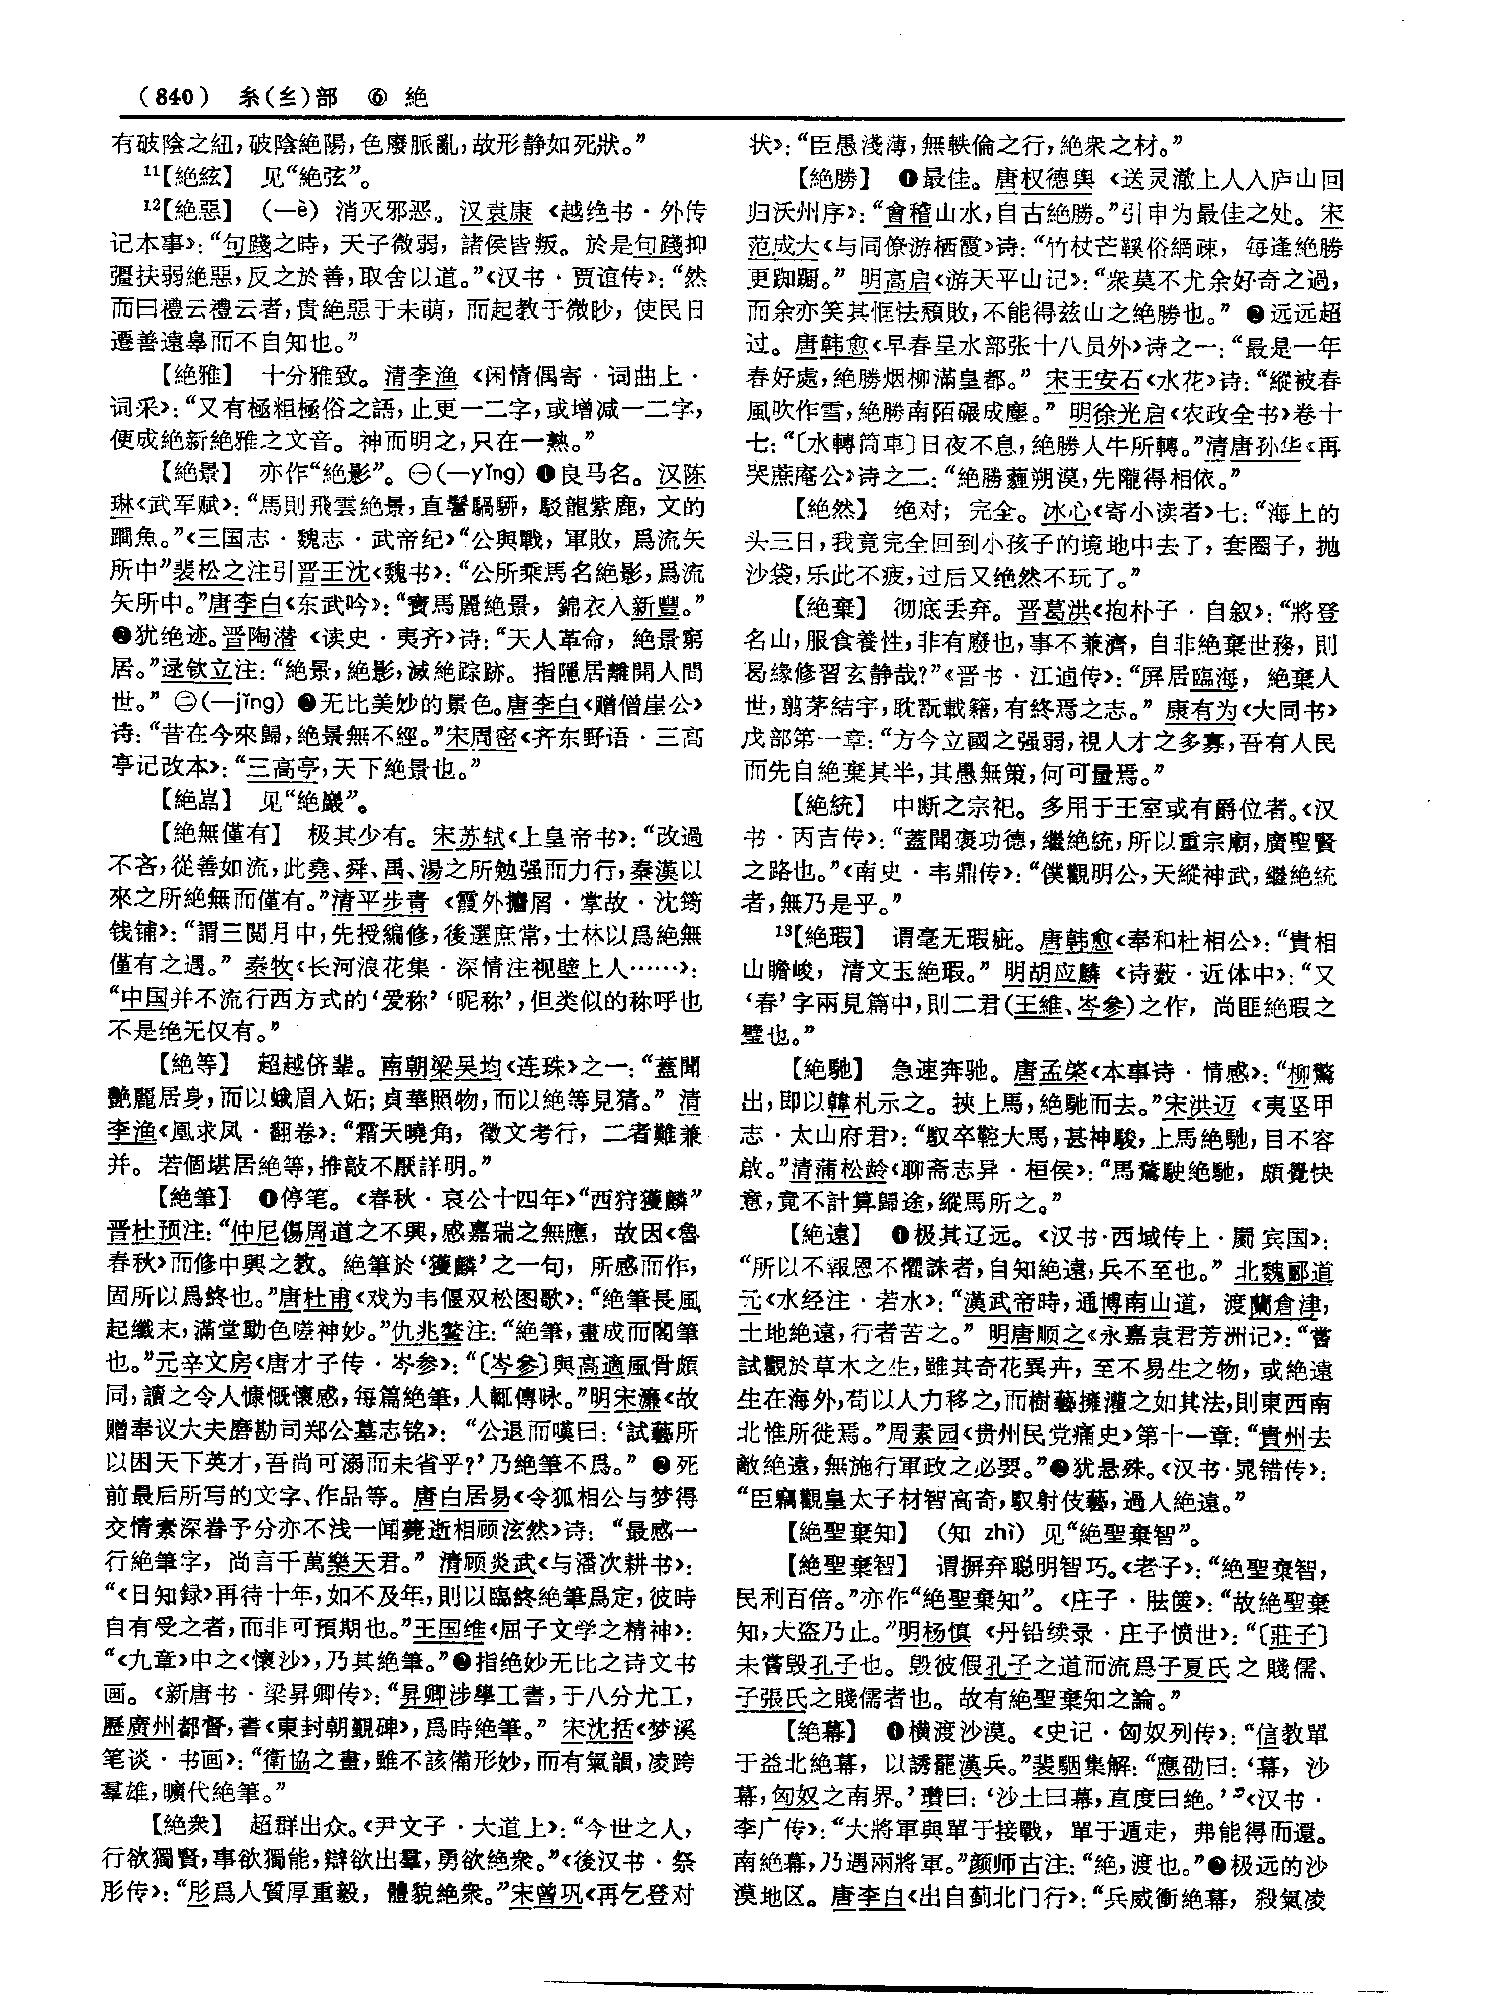 （840） 糸(纟)部 ⑥ 絶
有破陰之紐，破陰絶陽，色廢脈亂，故形静如死狀。”
11【絶絃】 见“絶弦”。
12【絶惡】 （—è）消灭邪恶。汉袁康《越绝书·外传
记本事》：“句踐之時，天子微弱，諸侯皆叛。於是句踐抑
彊扶弱絶惡，反之於善，取舍以道。”《汉书·贾谊传》：“然
而曰禮云禮云者，貴絶惡于未萌，而起教于微眇，使民日
遷善遠辠而不自知也。”
【絶雅】 十分雅致。清李渔《闲情偶寄·词曲上·
词采》：“又有極粗極俗之語，止更一二字，或增减一二字，
便成絶新絶雅之文音。神而明之，只在一熟。”
【絶景】 亦作“絶影”。㊀(—yǐng)❶良马名。汉陈
琳《武军赋》：“馬則飛雲絶景，直鬐騧駵，駮龍紫鹿，文的
䮚魚。”《三国志·魏志·武帝纪》“公與戰，軍敗，爲流矢
所中”裴松之注引晋王沈《魏书》：“公所乘馬名絶影，爲流
矢所中。”唐李白《东武吟》：“寶馬麗絶景，錦衣入新豐。”
❷犹绝迹。晋陶潜《读史·夷齐》诗：“天人革命，絶景窮
居。”逯钦立注：“絶景，絶影，滅絶踪跡。指隱居離開人間
世。”㊁(—jǐng)❷无比美妙的景色。唐李白《赠僧崖公》
诗：“昔在今來歸，絶景無不經。”宋周密《齐东野语·三高
亭记改本》：“三高亭，天下絶景也。”
【絶嵓】 见“絶巖”。
【絶無僅有】 极其少有。宋苏轼《上皇帝书》：“改過
不吝，從善如流，此堯、舜、禹、湯之所勉强而力行，秦漢以
來之所絶無而僅有。”清平步青《霞外攟屑·掌故·沈筠
钱铺》：“謂三閲月中，先授編修，後選庶常，士林以爲絶無
僅有之遇。”秦牧《长河浪花集·深情注视壁上人……》：
“中国并不流行西方式的‘爱称’‘昵称’，但类似的称呼也
不是绝无仅有。”
【絶等】 超越侪辈。南朝梁吴均《连珠》之一：“蓋聞
艷麗居身，而以蛾眉入妬；貞華照物，而以絶等見猜。”清
李渔《凰求凤·翻卷》：“霜天曉角，徵文考行，二者難兼
并。若個堪居絶等，推敲不厭詳明。”
【絶筆】 ❶停笔。《春秋·哀公十四年》“西狩獲麟”
晋杜预注：“仲尼傷周道之不興，感嘉瑞之無應，故因《魯
春秋》而修中興之教。絶筆於‘獲麟’之一句，所感而作，
固所以爲終也。”唐杜甫《戏为韦偃双松图歌》：“絶筆長風
起纖末，滿堂動色嗟神妙。”仇兆鳌注：“絶筆，畫成而閣筆
也。”元辛文房《唐才子传·岑参》：“〔岑參〕與高適風骨頗
同，讀之令人慷慨懷感，每篇絶筆，人輒傳咏。”明宋濂《故
赠奉议大夫磨勘司郑公墓志铭》：“公退而嘆曰：‘試藝所
以困天下英才，吾尚可溺而未省乎？’乃絶筆不爲。”❷死
前最后所写的文字、作品等。唐白居易《令狐相公与梦得
交情素深眷予分亦不浅一闻薨逝相顾泫然》诗：“最感一
行絶筆字，尚言千萬樂天君。”清顾炎武《与潘次耕书》：
“《日知録》再待十年，如不及年，則以臨終絶筆爲定，彼時
自有受之者，而非可預期也。”王国维《屈子文学之精神》：
“《九章》中之《懷沙》，乃其絶筆。”❷指绝妙无比之诗文书
画。《新唐书·梁昇卿传》：“昇卿涉學工書，于八分尤工，
歷廣州都督，書《東封朝覲碑》，爲時絶筆。”宋沈括《梦溪
笔谈·书画》：“衛協之畫，雖不該備形妙，而有氣韻，凌跨
羣雄，曠代絶筆。”
【絶衆】 超群出众。《尹文子·大道上》：“今世之人，
行欲獨賢，事欲獨能，辯欲出羣，勇欲绝衆。”《後汉书·祭
肜传》：“肜爲人質厚重毅，體貌絶衆。”宋曾巩《再乞登对
状》：“臣愚淺薄，無軼倫之行，絶衆之材。”
【絶勝】 ❶最佳。唐权德舆《送灵澈上人入庐山回
归沃州序》：“會稽山水，自古絶勝。”引申为最佳之处。宋
范成大《与同僚游栖霞》诗：“竹杖芒鞵俗網疎，每逢絶勝
更踟蹰。”明高启《游天平山记》：“衆莫不尤余好奇之過，
而余亦笑其恇怯頹敗，不能得兹山之絶勝也。”❷远远超
过。唐韩愈《早春呈水部张十八员外》诗之一：“最是一年
春好處，絶勝烟柳滿皇都。”宋王安石《水花》诗：“縱被春
風吹作雪，絶勝南陌碾成塵。”明徐光启《农政全书》卷十
七：“〔水轉筒車〕日夜不息，絶勝人牛所轉。”清唐孙华《再
哭蔗庵公》诗之二：“絶勝薶朔漠，先隴得相依。”
【絶然】 绝对；完全。冰心《寄小读者》七：“海上的
头三日，我竟完全回到小孩子的境地中去了，套圈子，抛
沙袋，乐此不疲，过后又绝然不玩了。”
【絶棄】 彻底丢弃。晋葛洪《抱朴子·自叙》：“將登
名山，服食養性，非有廢也，事不兼濟，自非絶棄世務，則
曷缘修習玄静哉？”《晋书·江逌传》：“屏居臨海，絶棄人
世，翦茅結宇，耽翫載籍，有終焉之志。”康有为《大同书》
戊部第一章：“方今立國之强弱，視人才之多寡，吾有人民
而先自絶棄其半，其愚無策，何可量焉。”
【絶統】 中断之宗祀。多用于王室或有爵位者。《汉
书·丙吉传》：“蓋聞褒功德，繼絶统，所以重宗廟，廣聖賢
之路也。”《南史·韦鼎传》：“僕觀明公，天縱神武，繼绝统
者，無乃是乎。”
13【絶瑕】 谓毫无瑕疵。唐韩愈《奉和杜相公》：“貴相
山瞻峻，清文玉絶瑕。”明胡应麟《诗薮·近体中》：“又
‘春’字兩見篇中，則二君(王維、岑參)之作，尚匪絶瑕之
璧也。”
【絶馳】 急速奔驰。唐孟棨《本事诗·情感》：“柳驚
出，即以韓札示之。挾上馬，絶馳而去。”宋洪迈《夷坚甲
志·太山府君》：“馭卒鞚大馬，甚神駿，上馬絶馳，目不容
啟。”清蒲松龄《聊斋志异·桓侯》：“馬騖駛絶馳，頗覺快
意，竟不計算歸途，縱馬所之。”
【絶遠】 ❶极其辽远。《汉书·西域传上·罽宾国》：
“所以不報恩不懼誅者，自知絶遠，兵不至也。”北魏郦道
元《水经注·若水》：“漢武帝時，通博南山道，渡蘭倉津，
土地絶遠，行者苦之。”明唐顺之《永嘉袁君芳洲记》：“嘗
試觀於草木之生，雖其奇花異卉，至不易生之物，或絶遠
生在海外，苟以人力移之，而樹藝擁灌之如其法，則東西南
北惟所徙焉。”周素园《贵州民党痛史》第十一章：“貴州去
敵絶遠，無施行軍政之必要。”❷犹悬殊。《汉书·晁错传》：
“臣竊觀皇太子材智高奇，馭射伎藝，過人絶遠。”
【絶聖棄知】 （知 zhì）见“絶聖棄智”。
【絶聖棄智】 谓摒弃聪明智巧。《老子》：“絶聖棄智，
民利百倍。”亦作“絶聖棄知”。《庄子·胠箧》：“故絶聖棄
知，大盗乃止。”明杨慎《丹铅续录·庄子愤世》：“〔莊子〕
未嘗毁孔子也。毁彼假孔子之道而流爲子夏氏之賤儒、
子張氏之賤儒者也。故有絶聖棄知之論。”
【絶幕】 ❶横渡沙漠。《史记·匈奴列传》：“信教單
于益北絶幕，以誘罷漢兵。”裴駰集解：“應劭曰：‘幕，沙
幕，匈奴之南界。’瓚曰：‘沙土曰幕，直度曰絶。’”《汉书·
李广传》：“大將軍與單于接戰，單于遁走，弗能得而還。
南絶幕，乃遇兩將軍。”颜师古注：“絶，渡也。”❷极远的沙
漠地区。唐李白《出自蓟北门行》：“兵威衝絶幕，殺氣凌